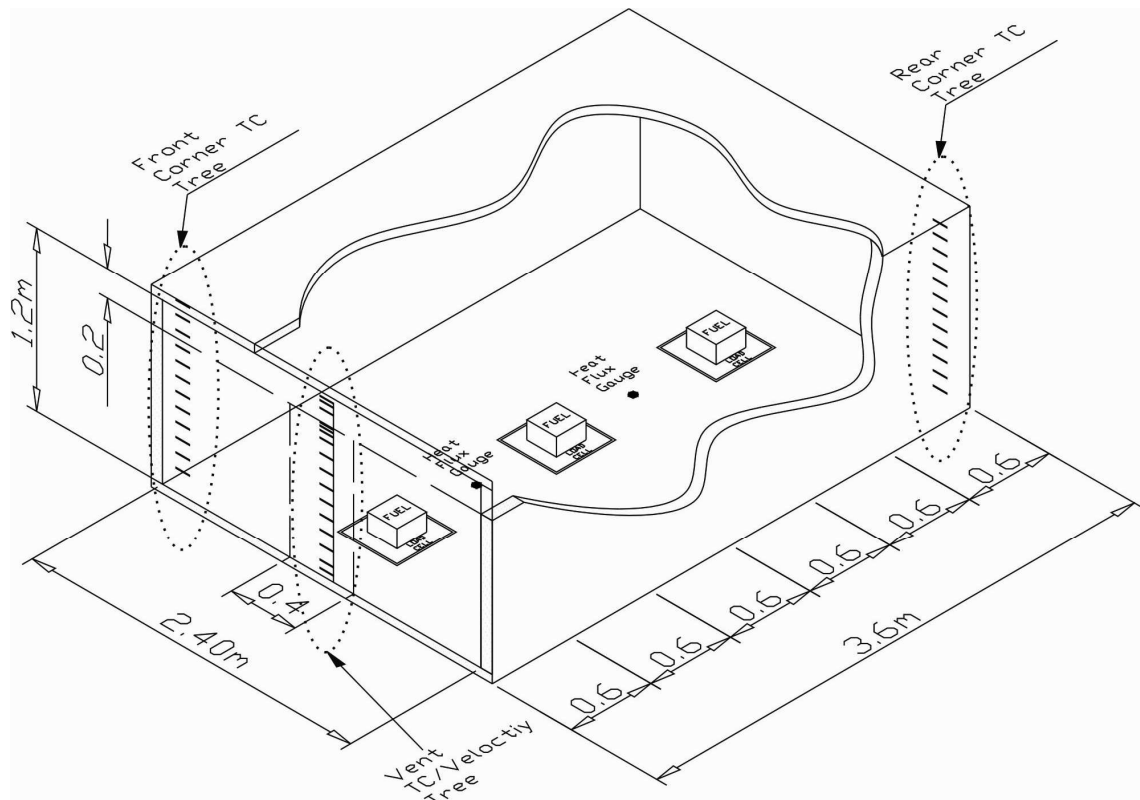 Front
Corner TC
Tree
Rear
Corner TC
Tree
1.2m
0.2
FUEL
LOAD
CELL
Heat
Flux
Gauge
FUEL
LOAD
CELL
Heat
Flux
Gauge
FUEL
LOAD
CELL
0.4
2.40m
0.6
0.6
0.6
0.6
0.6
0.6
3.6m
Vent
TC/Veloctiy
Tree